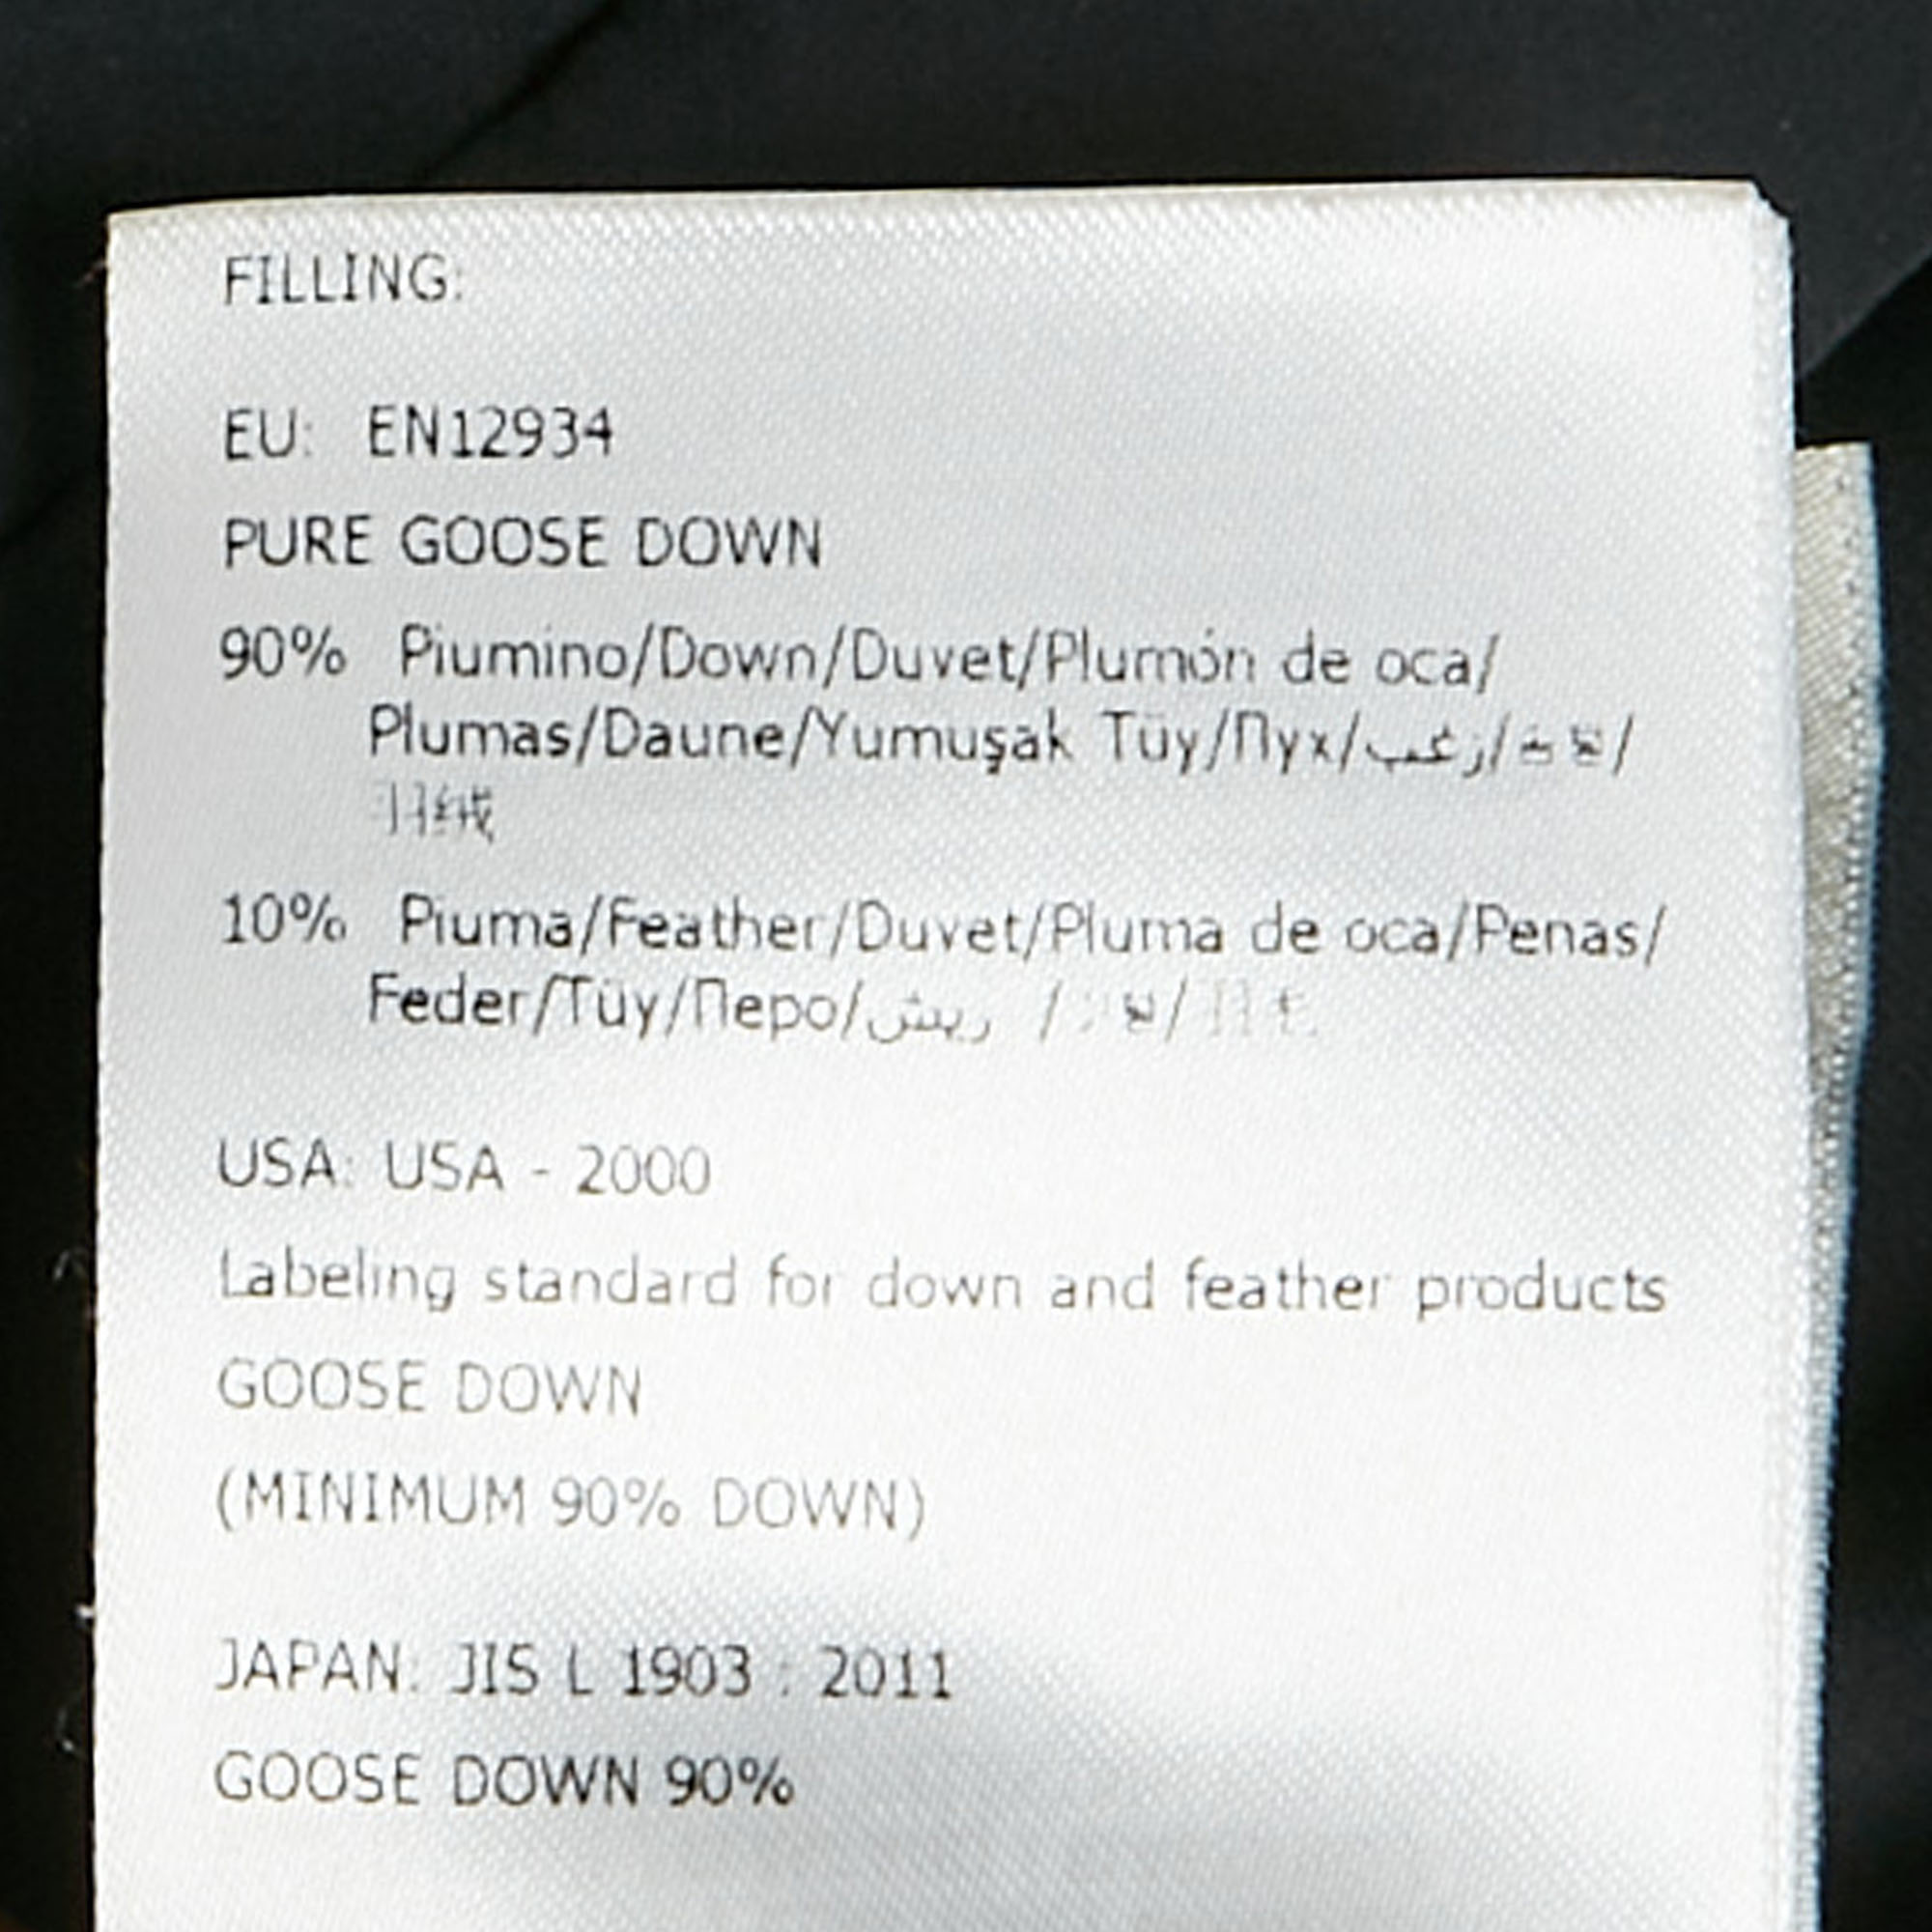 FILLING:
EU: EN12934
PURE GOOSE DOWN
90% Piumino/Down/Duvet/Plumón de oca/
Plumas/Daune/Yumuşak Tüy/Пух/زغب/
羽绒
10% Piuma/Feather/Duvet/Pluma de oca/Penas/
Feder/Tüy/Перо/ريش /
USA: USA - 2000
Labeling standard for down and feather products
GOOSE DOWN
(MINIMUM 90% DOWN)
JAPAN: JIS L 1903 : 2011
GOOSE DOWN 90%